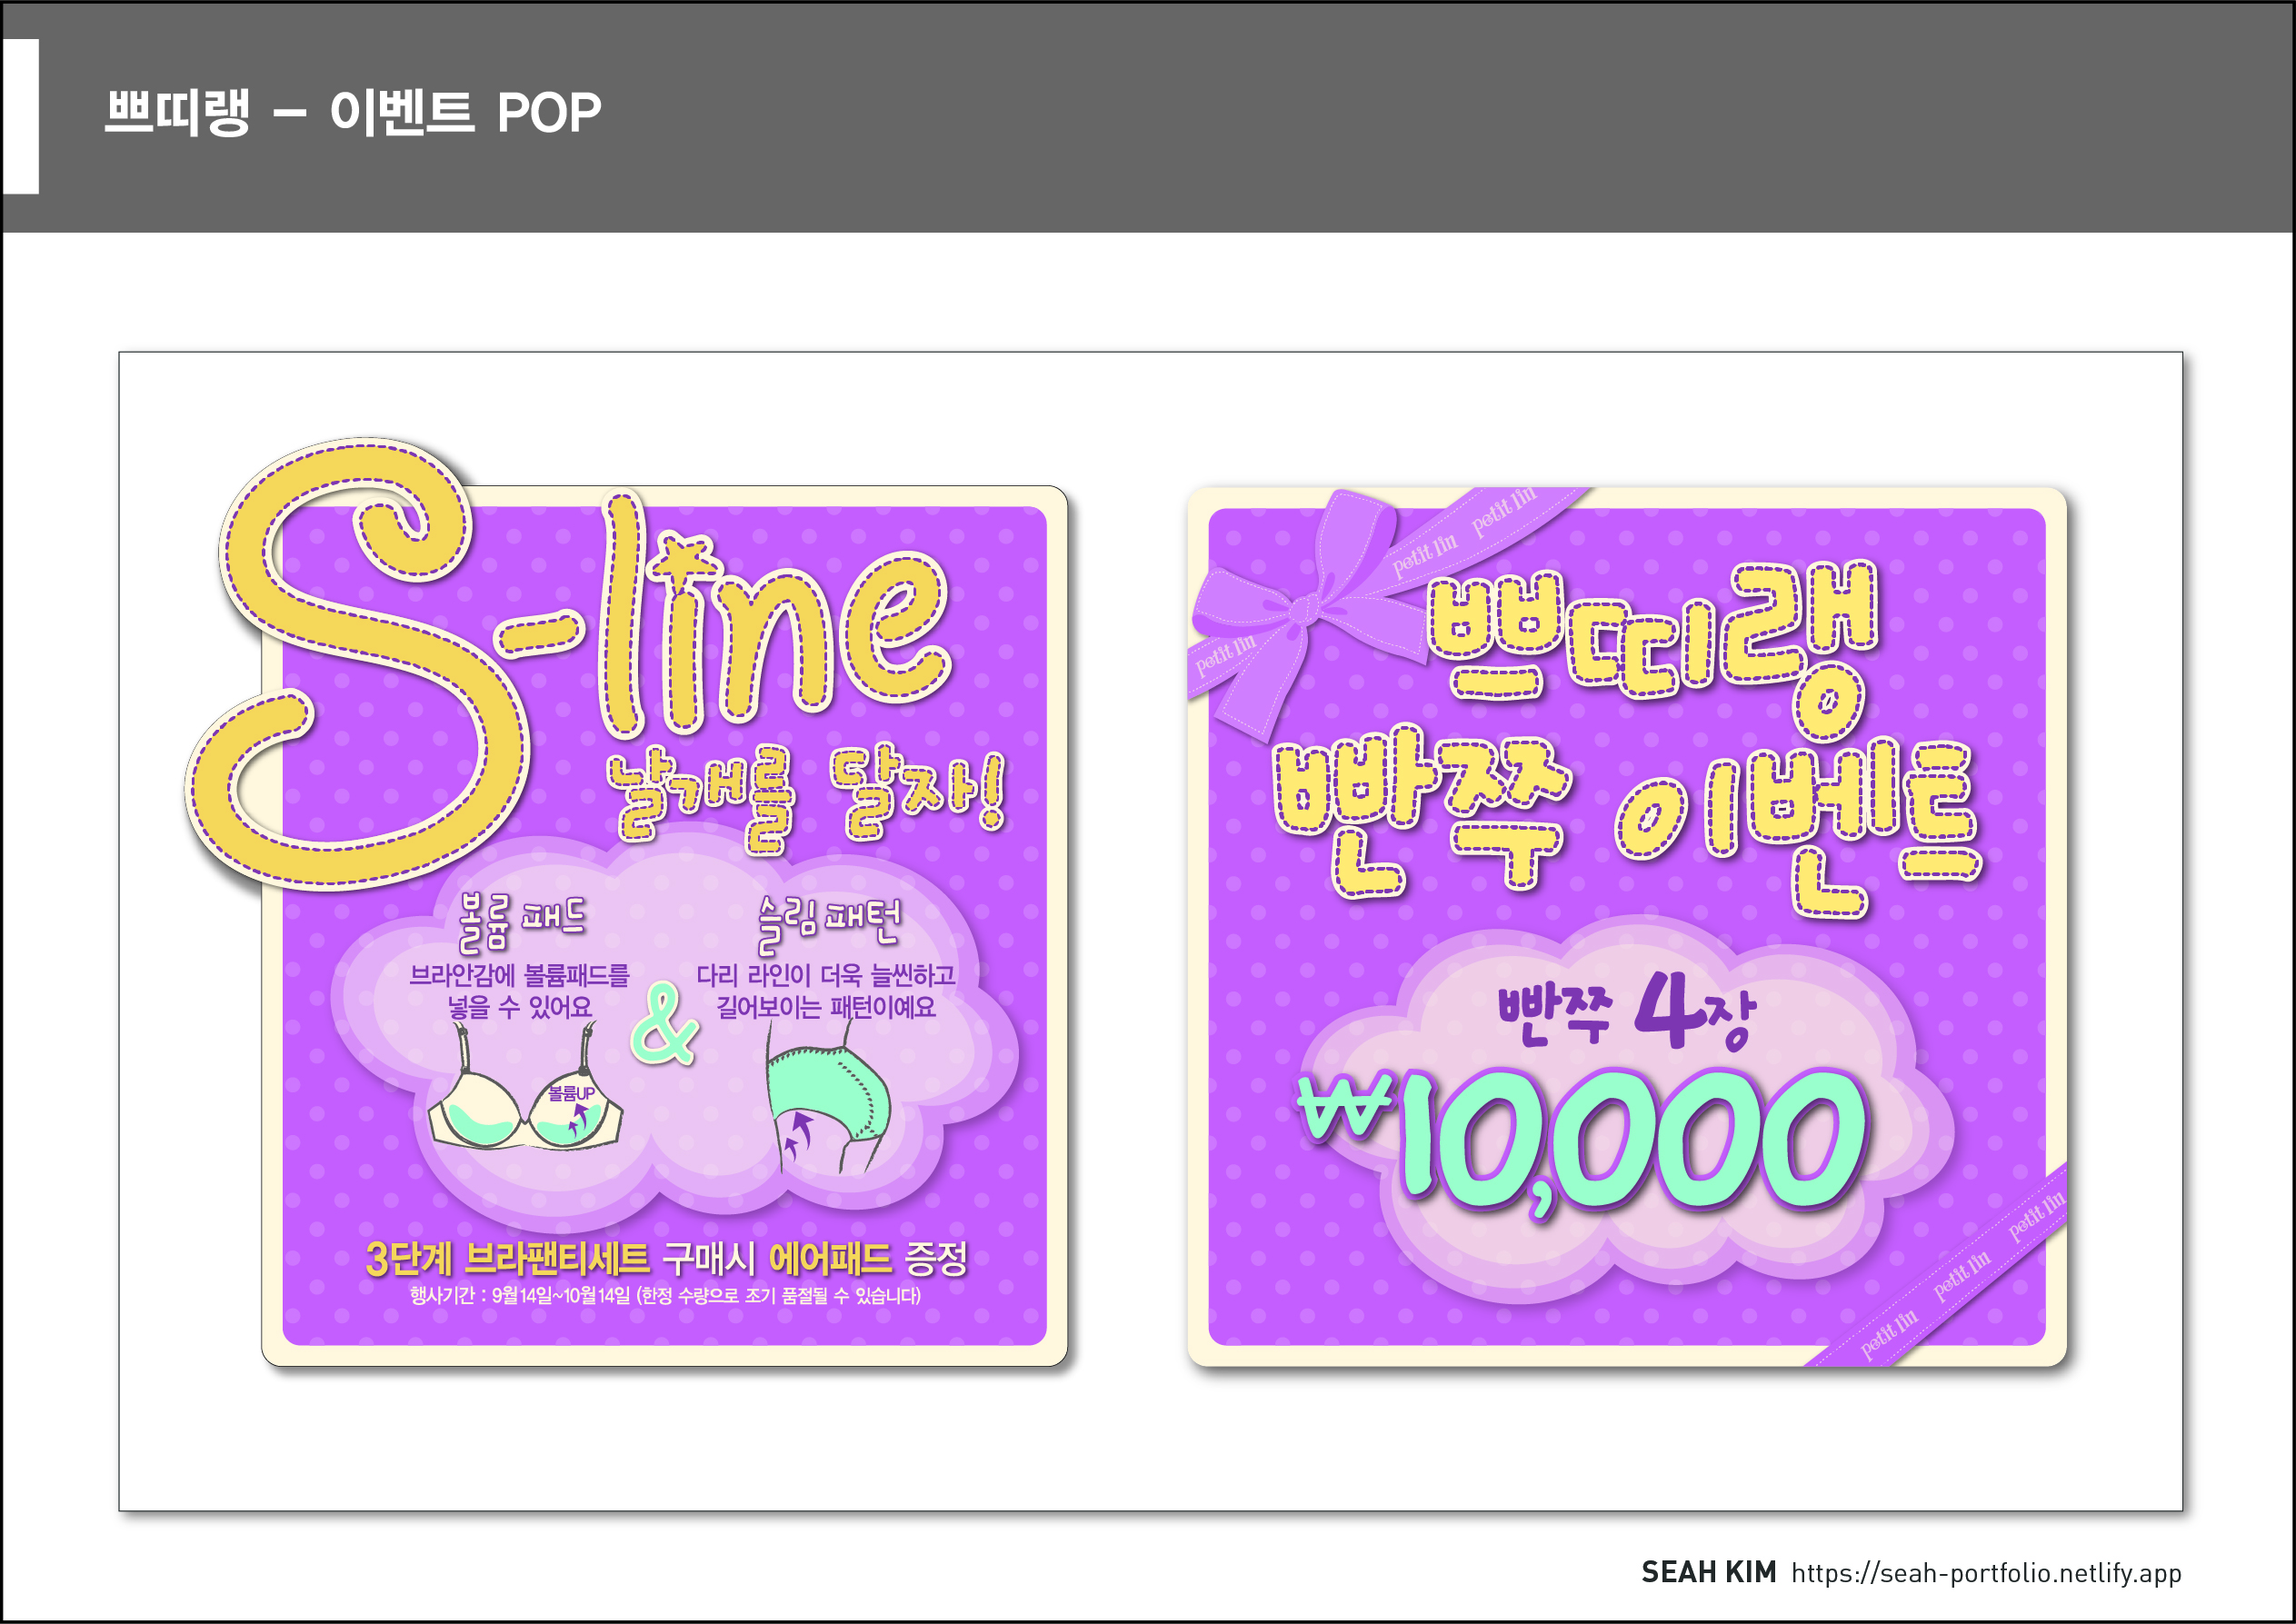 쁘띠랭 – 이벤트 POP
S-line
날개를 달자!
볼륨 패드
브라안감에 볼륨패드를
넣을 수 있어요
&
슬림 패턴
다리 라인이 더욱 늘씬하고
길어보이는 패턴이예요
볼륨UP
3단계 브라팬티세트 구매시 에어패드 증정
행사기간 : 9월14일~10월14일 (한정 수량으로 조기 품절될 수 있습니다)
petit lin petit lin
petit lin
쁘띠랭
빤쭈 이벤트
빤쭈 4장
₩10,000
petit lin petit lin petit lin
SEAH KIM https://seah-portfolio.netlify.app